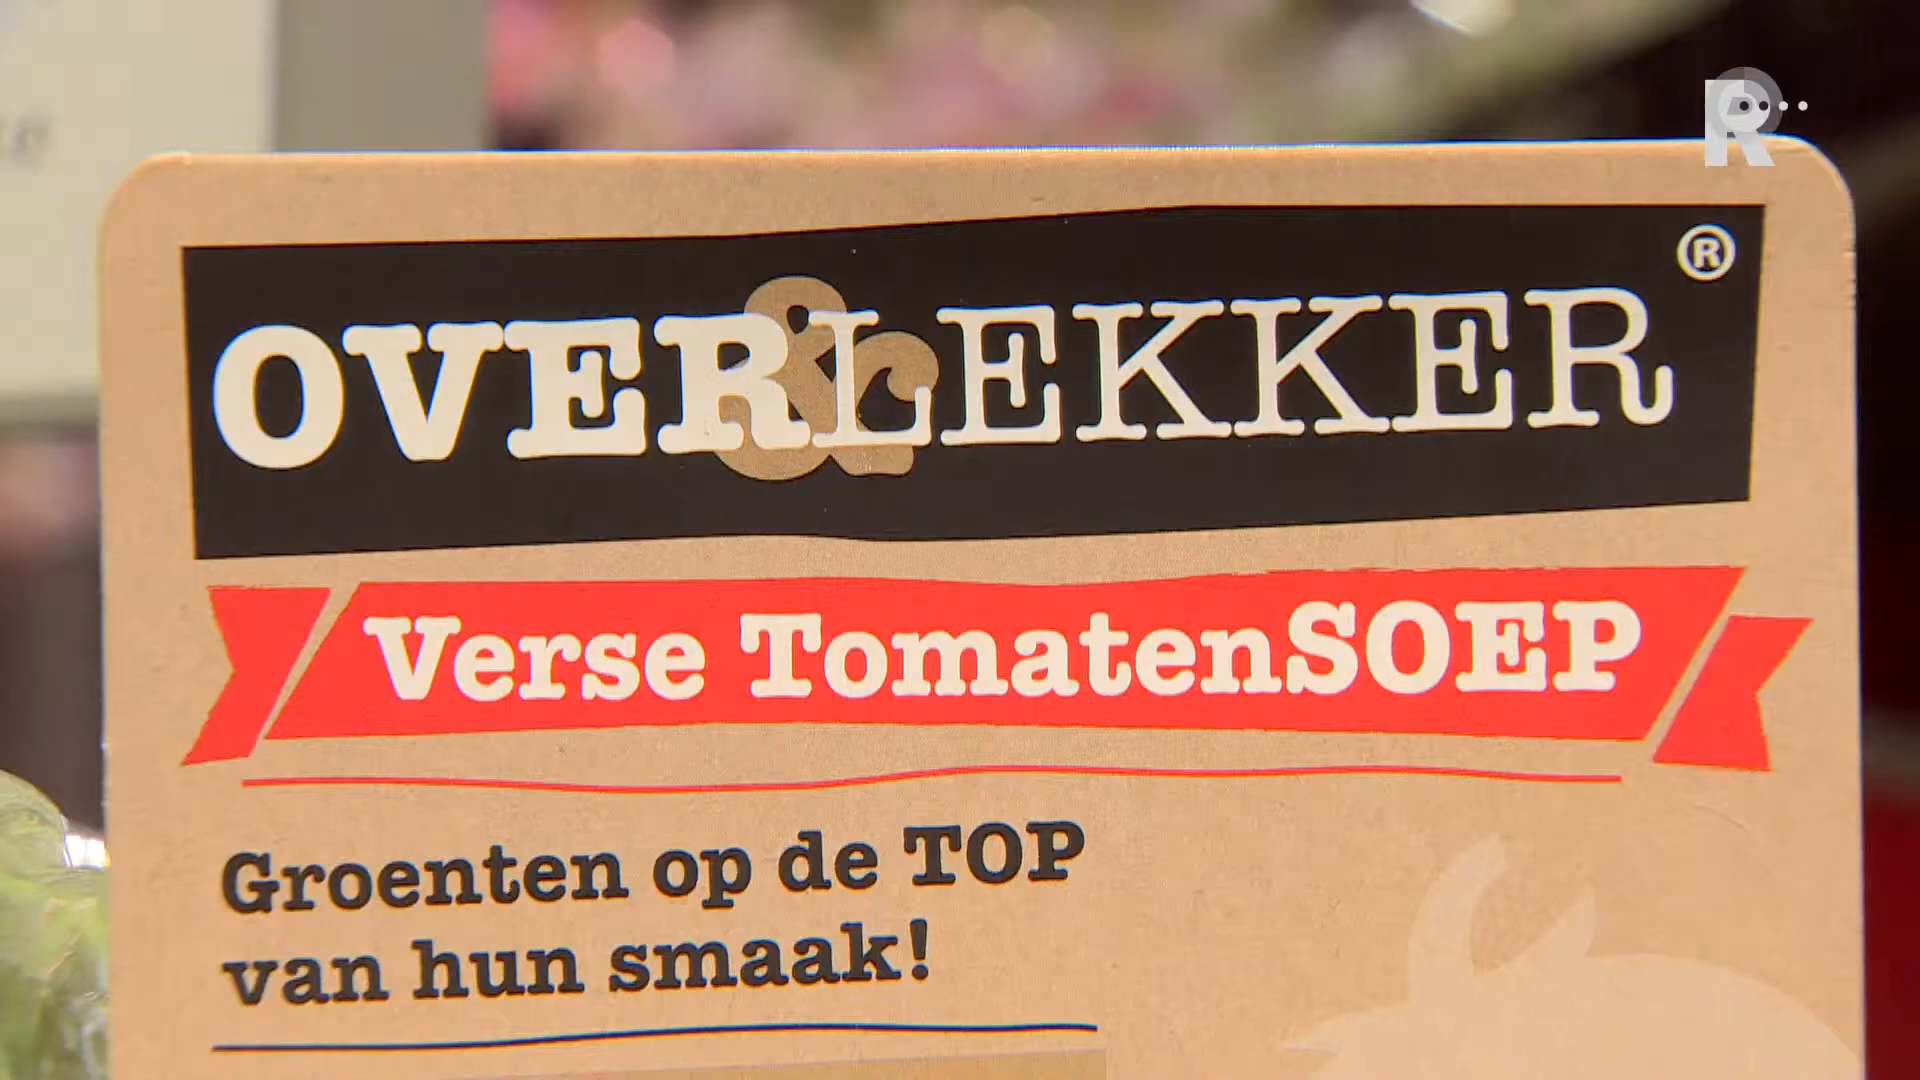 OVER&LEKKER®
Verse TomatenSOEP
Groenten op de TOP
van hun smaak!